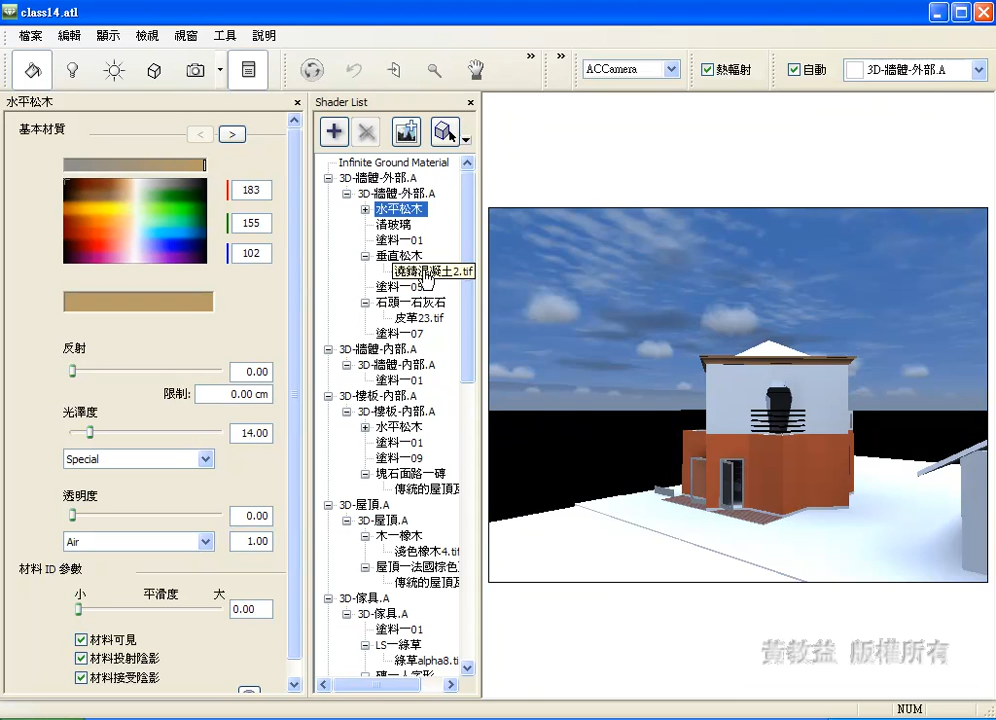 class14.atl
檔案 編輯 顯示 檢視 視窗 工具 說明
ACCamera
熱輻射
自動
3D-牆體-外部.A
水平松木
基本材質
< >
183
155
102
反射
0.00
限制: 0.00 cm
光澤度
14.00
Special
透明度
0.00
Air
1.00
材料 ID 參數
小 平滑度 大
0.00
材料可見
材料投射陰影
材料接受陰影
Shader List
Infinite Ground Material
3D-牆體-外部.A
3D-牆體-外部.A
水平松木
清玻璃
塗料一01
垂直松木
澆鑄混凝土2.tif
塗料一05
石頭一石灰石
皮革23.tif
塗料一07
3D-牆體-內部.A
3D-牆體-內部.A
塗料一01
3D-樓板-內部.A
3D-樓板-內部.A
水平松木
塗料一01
塗料一09
塊石面路一磚
傳統的屋頂瓦
3D-屋頂.A
3D-屋頂.A
木一橡木
淺色橡木4.tif
屋頂一法國棕色
傳統的屋頂瓦
3D-傢具.A
3D-傢具.A
塗料一01
LS一綠草
綠草alpha8.ti
磚一人字形
黃敎益 版權所有
NUM